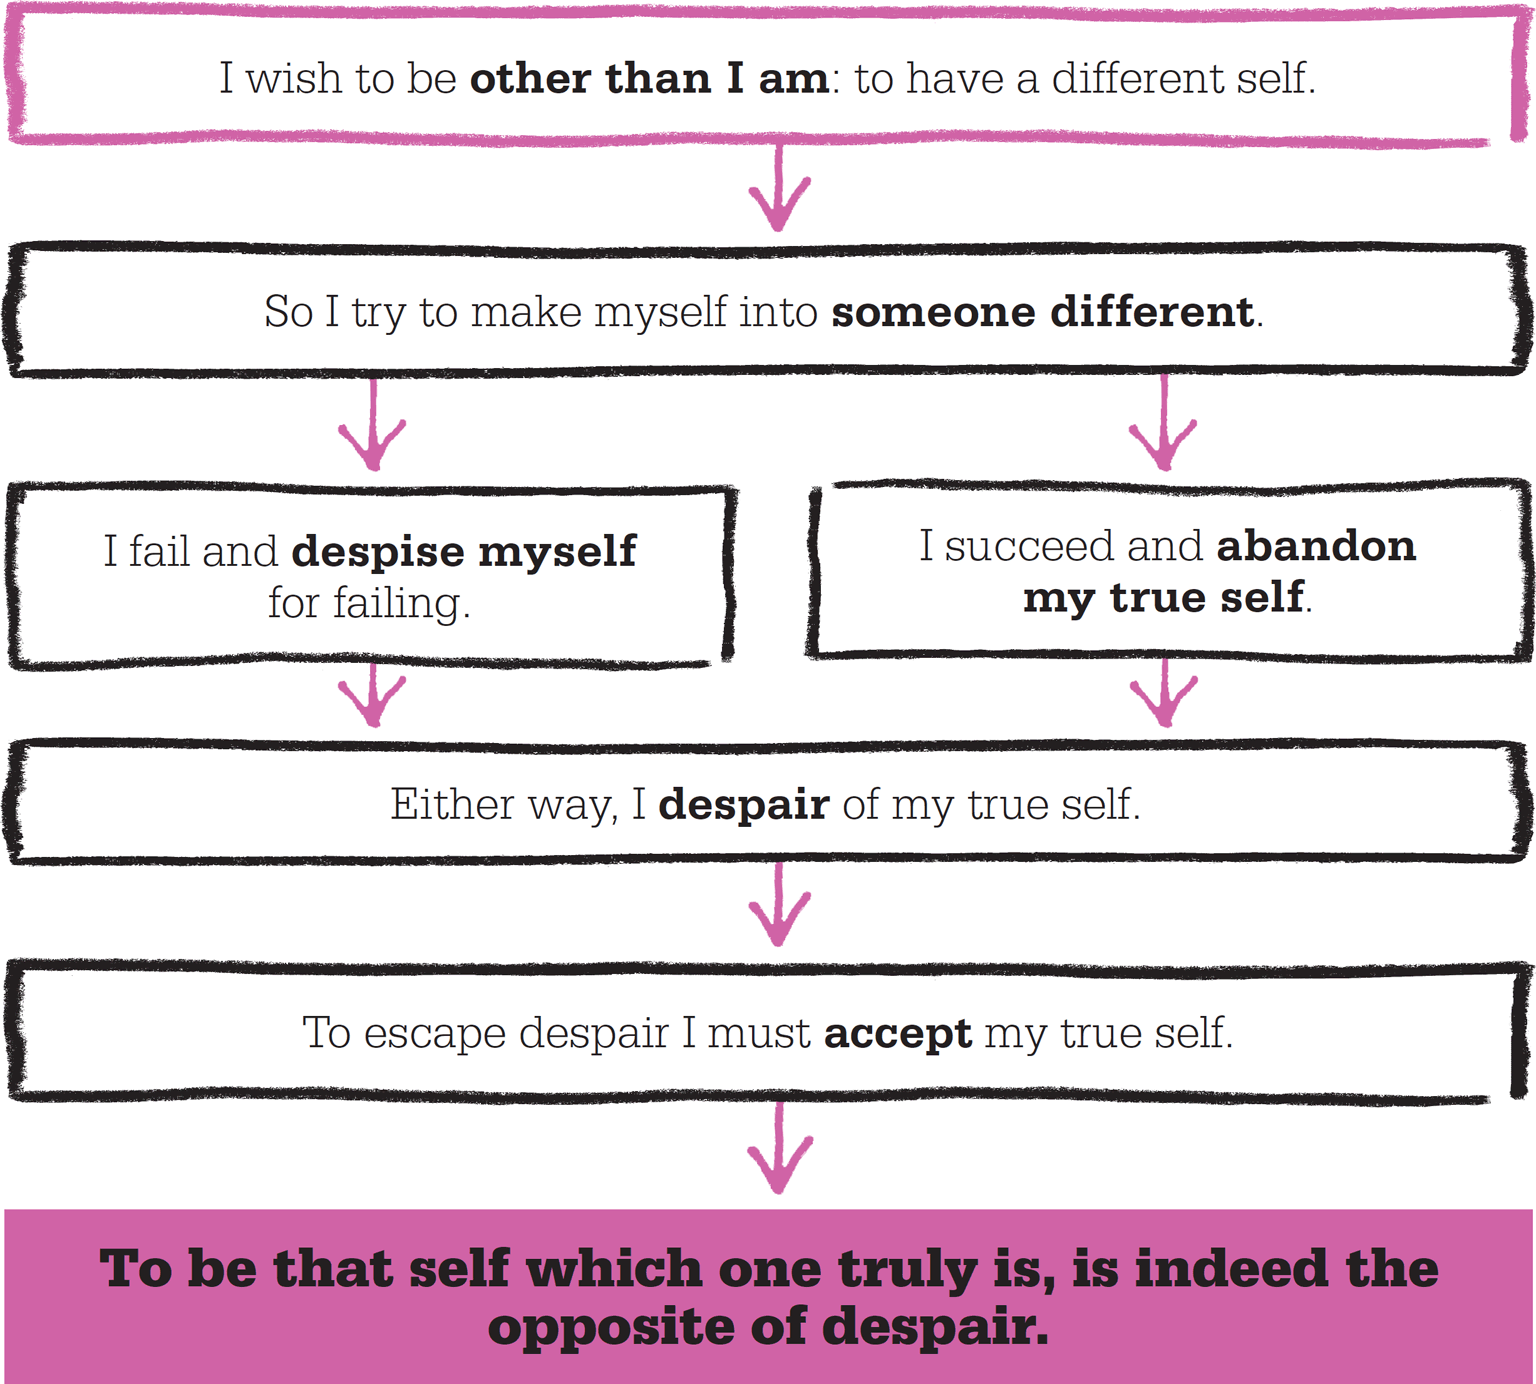 I wish to be other than I am: to have a different self.
So I try to make myself into someone different.
I fail and despise myself
for failing.
I succeed and abandon
my true self.
Either way, I despair of my true self.
To escape despair I must accept my true self.
To be that self which one truly is, is indeed the
opposite of despair.